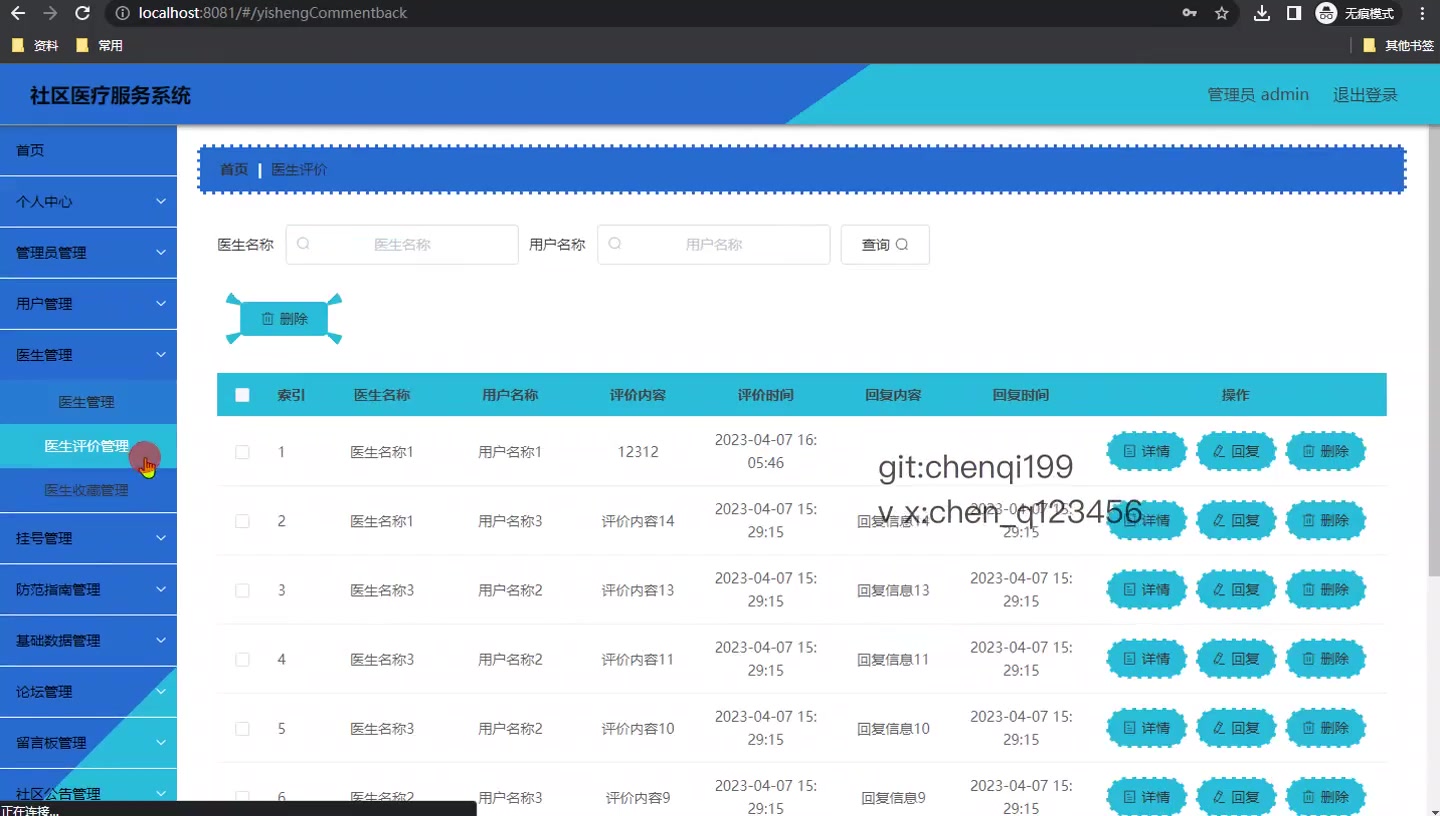 localhost:8081/#/yishengCommentback
无痕模式
资料
常用
其他书签
社区医疗服务系统
管理员 admin
退出登录
首页
个人中心
管理员管理
用户管理
医生管理
医生管理
医生评价管理
医生收藏管理
挂号管理
防范指南管理
基础数据管理
论坛管理
留言板管理
社区公告管理
正在连接...
首页
医生评价
医生名称
医生名称
用户名称
用户名称
查询
删除
索引 医生名称 用户名称 评价内容 评价时间 回复内容 回复时间 操作
1 医生名称1 用户名称1 12312 2023-04-07 16:05:46 详情 回复 删除
git:chenqi199
v_x:chen_q123456
2 医生名称1 用户名称3 评价内容14 2023-04-07 15:29:15 回复信息14 2023-04-07 15:29:15 详情 回复 删除
3 医生名称3 用户名称2 评价内容13 2023-04-07 15:29:15 回复信息13 2023-04-07 15:29:15 详情 回复 删除
4 医生名称3 用户名称2 评价内容11 2023-04-07 15:29:15 回复信息11 2023-04-07 15:29:15 详情 回复 删除
5 医生名称3 用户名称2 评价内容10 2023-04-07 15:29:15 回复信息10 2023-04-07 15:29:15 详情 回复 删除
6 医生名称2 用户名称3 评价内容9 2023-04-07 15:29:15 回复信息9 2023-04-07 15:29:15 详情 回复 删除